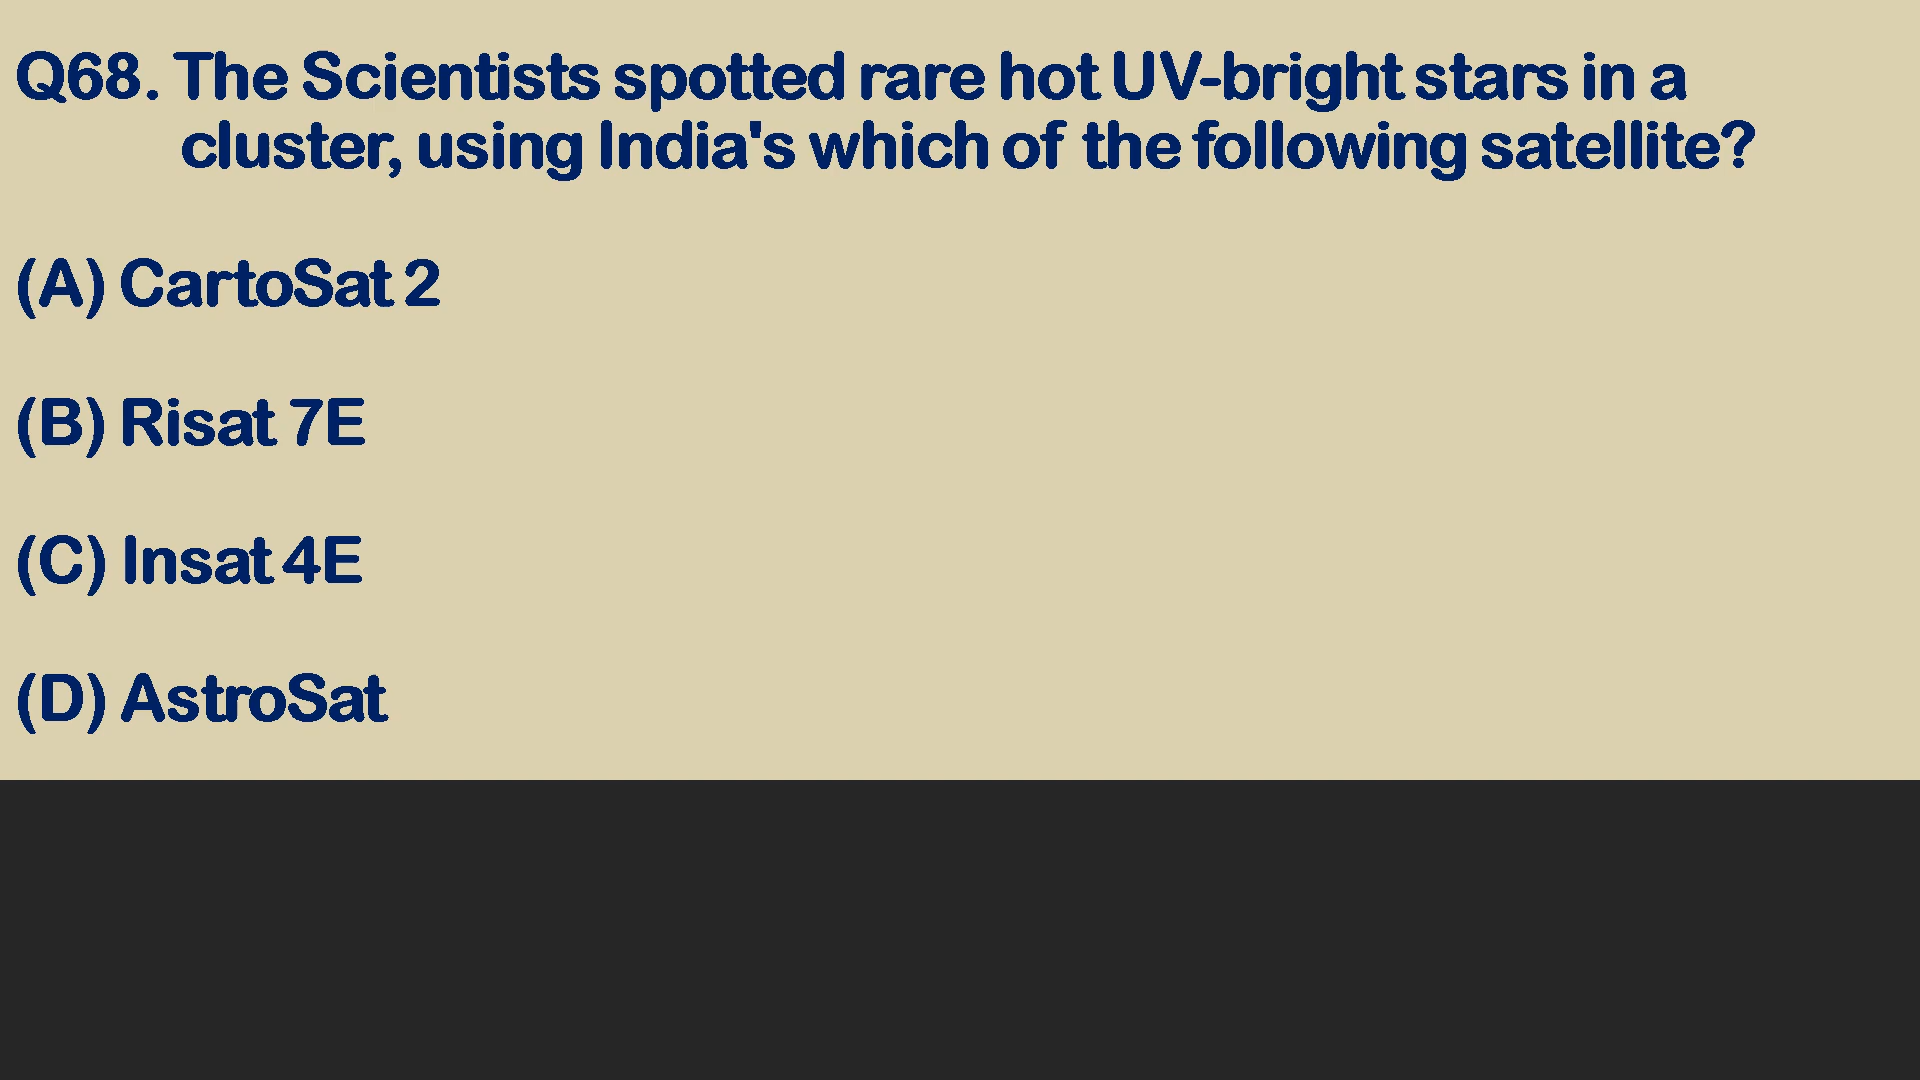 Q68. The Scientists spotted rare hot UV-bright stars in a
cluster, using India's which of the following satellite?
(A) CartoSat 2
(B) Risat 7E
(C) Insat 4E
(D) AstroSat